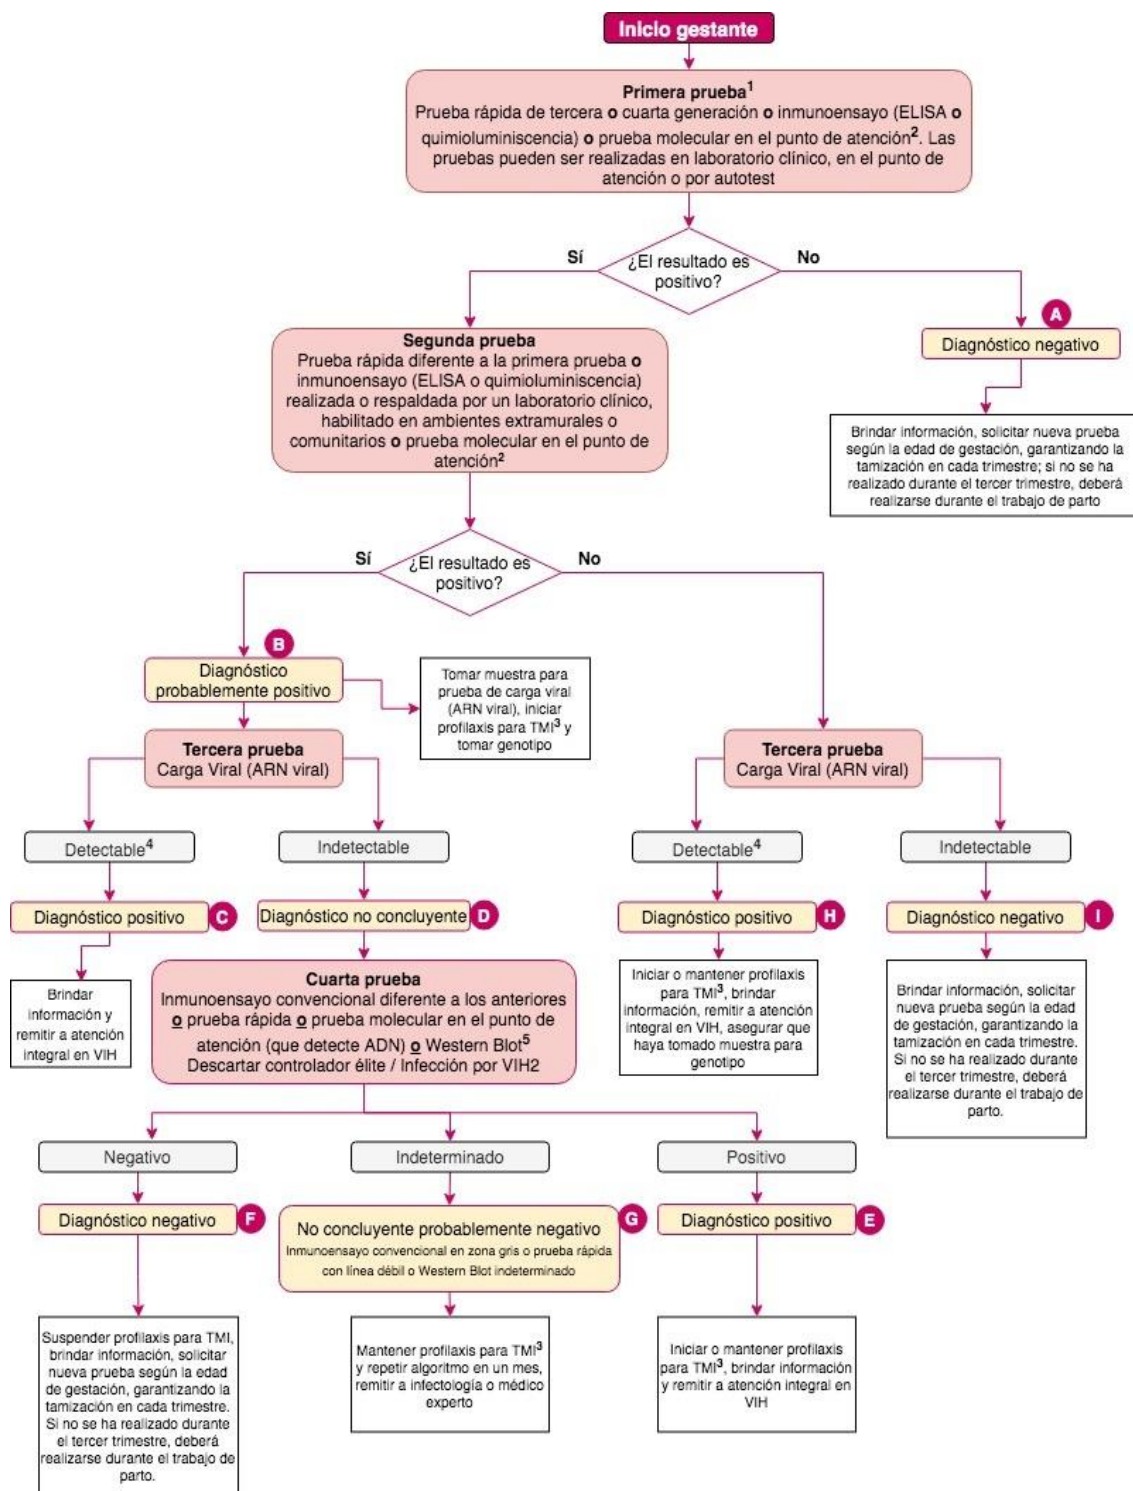 Inicio gestante
Primera prueba1
Prueba rápida de tercera o cuarta generación o inmunoensayo (ELISA o
quimioluminiscencia) o prueba molecular en el punto de atención2. Las
pruebas pueden ser realizadas en laboratorio clínico, en el punto de
atención o por autotest
Sí
¿El resultado es
positivo?
No
A
Diagnóstico negativo
Brindar información, solicitar nueva prueba
según la edad de gestación, garantizando la
tamización en cada trimestre; si no se ha
realizado durante el tercer trimestre, deberá
realizarse durante el trabajo de parto
Segunda prueba
Prueba rápida diferente a la primera prueba o
inmunoensayo (ELISA o quimioluminiscencia)
realizada o respaldada por un laboratorio clínico,
habilitado en ambientes extramurales o
comunitarios o prueba molecular en el punto de
atención2
Sí
¿El resultado es
positivo?
No
B
Diagnóstico
probablemente positivo
Tomar muestra para
prueba de carga viral
(ARN viral), iniciar
profilaxis para TMI3 y
tomar genotipo
Tercera prueba
Carga Viral (ARN viral)
Tercera prueba
Carga Viral (ARN viral)
Detectable4
Indetectable
Detectable4
Indetectable
Diagnóstico positivo
C
Diagnóstico no concluyente
D
Diagnóstico positivo
H
Diagnóstico negativo
I
Brindar
información y
remitir a atención
integral en VIH
Cuarta prueba
Inmunoensayo convencional diferente a los anteriores
o prueba rápida o prueba molecular en el punto de
atención (que detecte ADN) o Western Blot5
Descartar controlador élite / Infección por VIH2
Iniciar o mantener profilaxis
para TMI3, brindar
información, remitir a atención
integral en VIH, asegurar que
haya tomado muestra para
genotipo
Brindar información, solicitar
nueva prueba según la edad
de gestación, garantizando la
tamización en cada trimestre.
Si no se ha realizado durante
el tercer trimestre, deberá
realizarse durante el trabajo de
parto.
Negativo
Indeterminado
Positivo
Diagnóstico negativo
F
No concluyente probablemente negativo
G
Inmunoensayo convencional en zona gris o prueba rápida
con línea débil o Western Blot indeterminado
Diagnóstico positivo
E
Suspender profilaxis para TMI,
brindar información, solicitar
nueva prueba según la edad
de gestación, garantizando la
tamización en cada trimestre.
Si no se ha realizado durante
el tercer trimestre, deberá
realizarse durante el trabajo de
parto.
Mantener profilaxis para TMI3
y repetir algoritmo en un mes,
remitir a infectología o médico
experto
Iniciar o mantener profilaxis
para TMI3, brindar información
y remitir a atención integral en
VIH